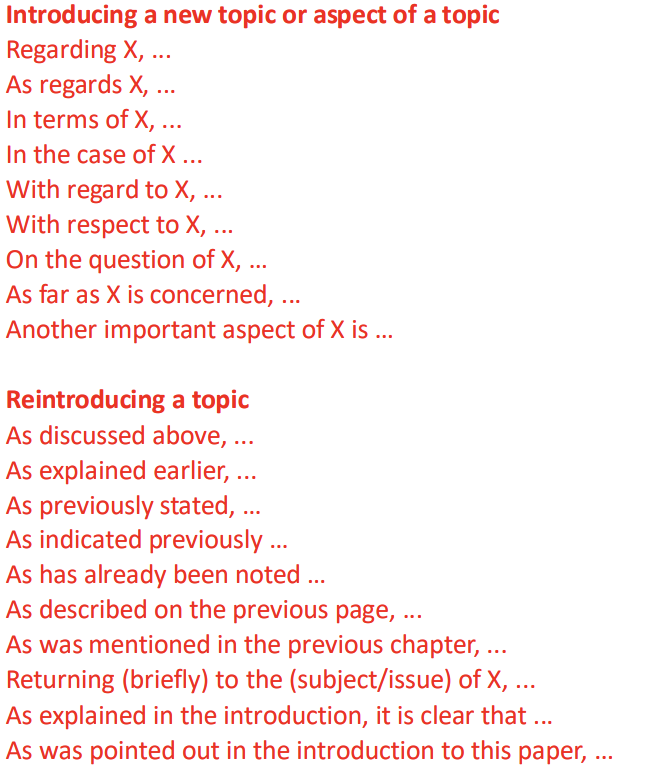 Introducing a new topic or aspect of a topic
Regarding X, ...
As regards X, ...
In terms of X, ...
In the case of X ...
With regard to X, ...
With respect to X, ...
On the question of X, ...
As far as X is concerned, ...
Another important aspect of X is ...
Reintroducing a topic
As discussed above, ...
As explained earlier, ...
As previously stated, ...
As indicated previously ...
As has already been noted ...
As described on the previous page, ...
As was mentioned in the previous chapter, ...
Returning (briefly) to the (subject/issue) of X, ...
As explained in the introduction, it is clear that ...
As was pointed out in the introduction to this paper, ...